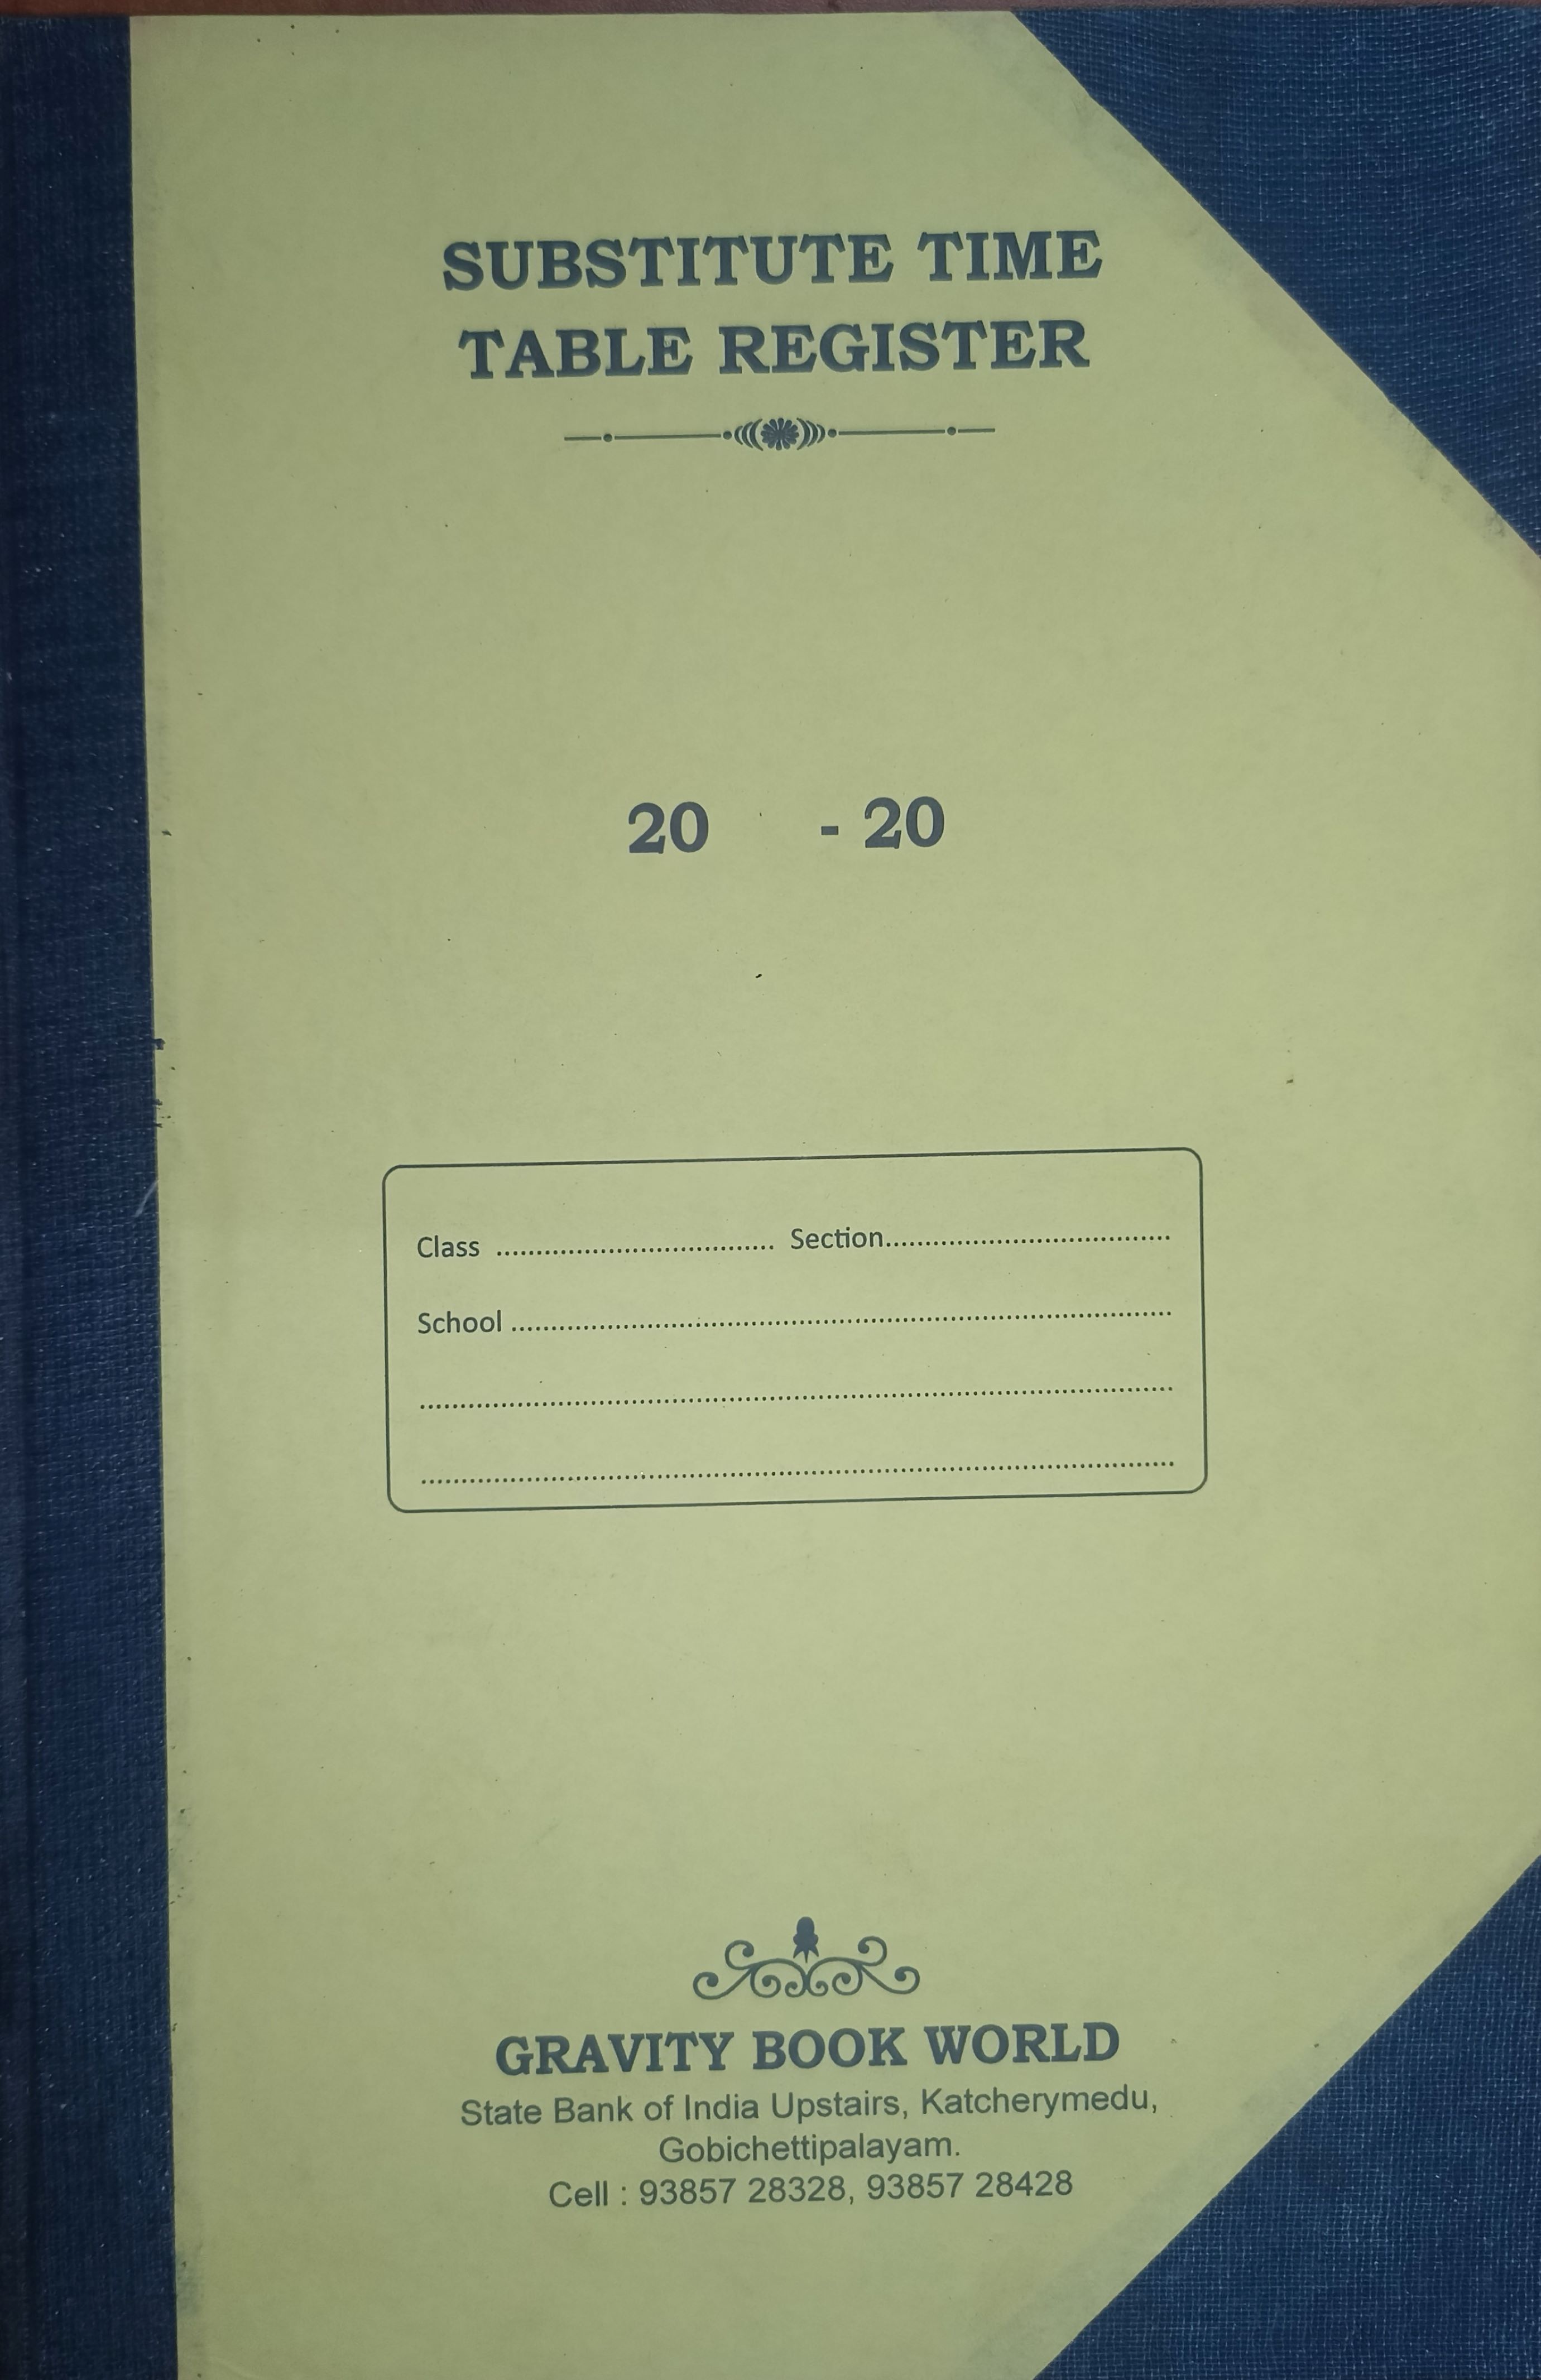 SUBSTITUTE TIME
TABLE REGISTER
20 - 20
Class .................................... Section....................................
School ....................................................................................
................................................................................................
................................................................................................
GRAVITY BOOK WORLD
State Bank of India Upstairs, Katcherymedu,
Gobichettipalayam.
Cell : 93857 28328, 93857 28428